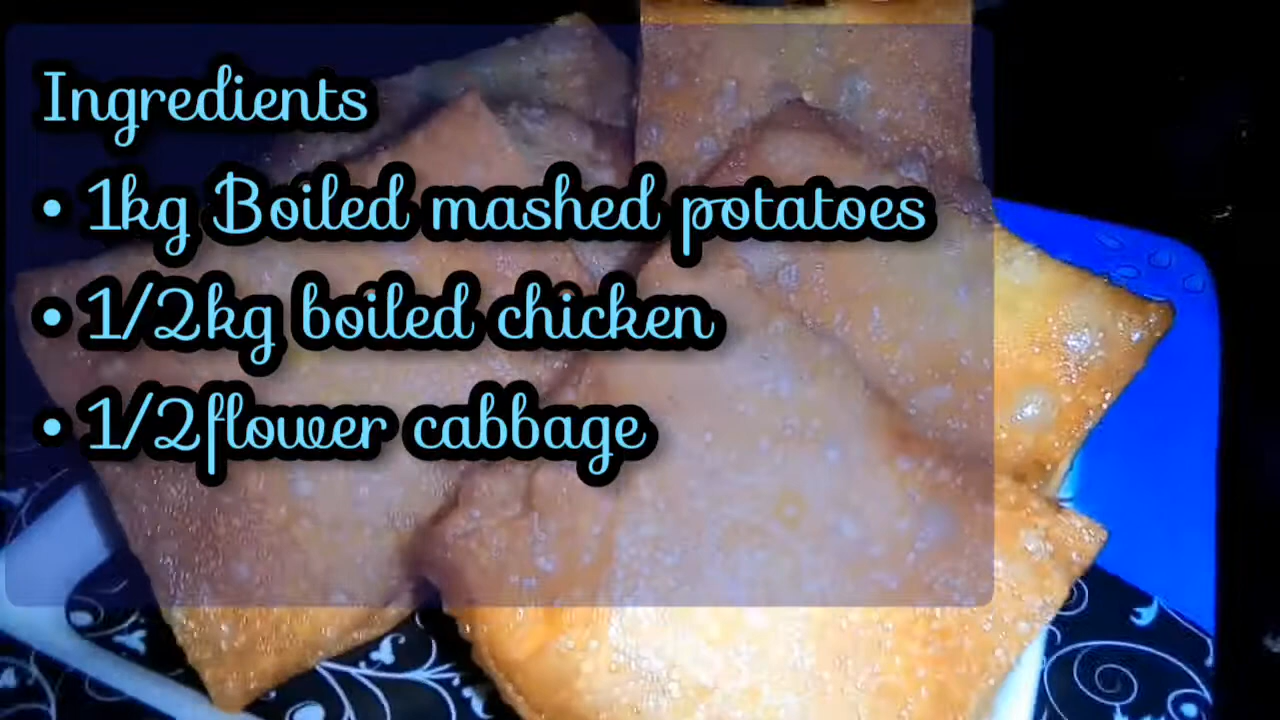 Ingredients
• 1kg Boiled mashed potatoes
• 1/2kg boiled chicken
• 1/2flower cabbage